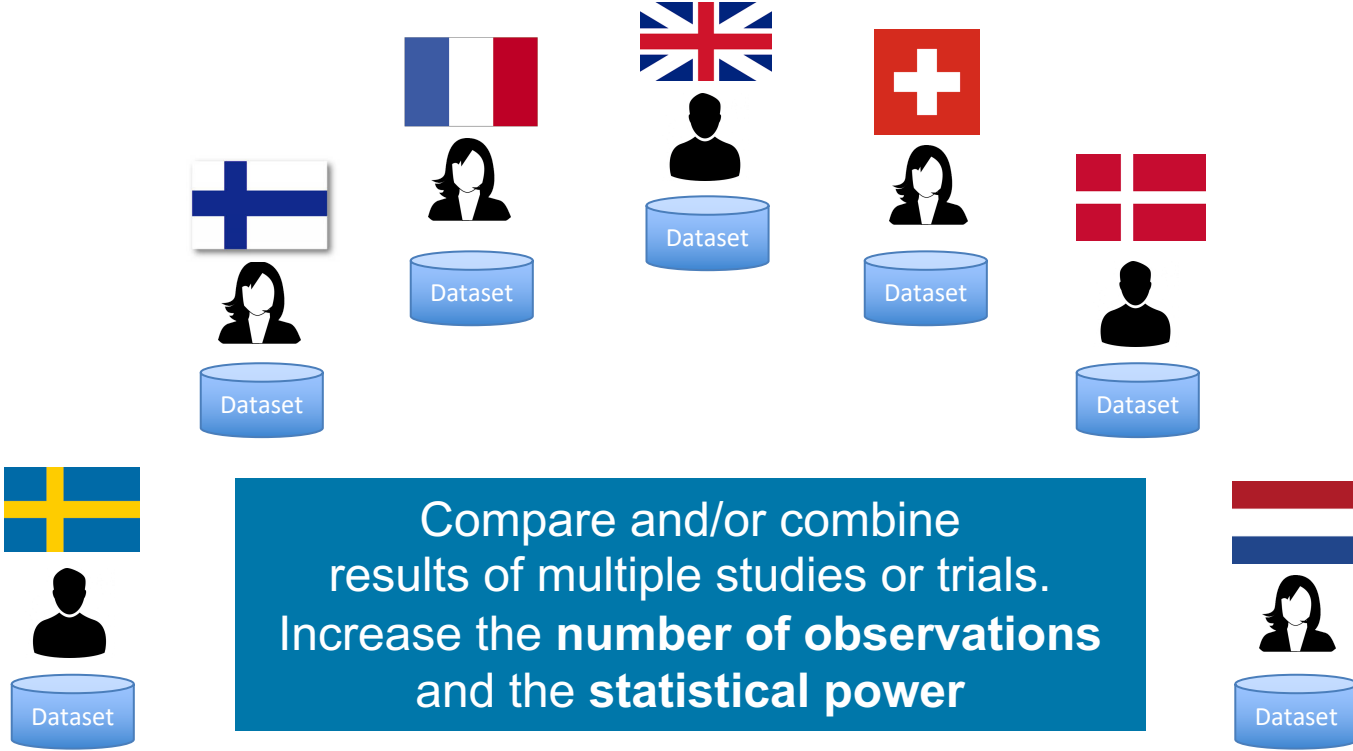 Dataset
Dataset
Dataset
Dataset
Dataset
Dataset
Dataset
Compare and/or combine
results of multiple studies or trials.
Increase the number of observations
and the statistical power